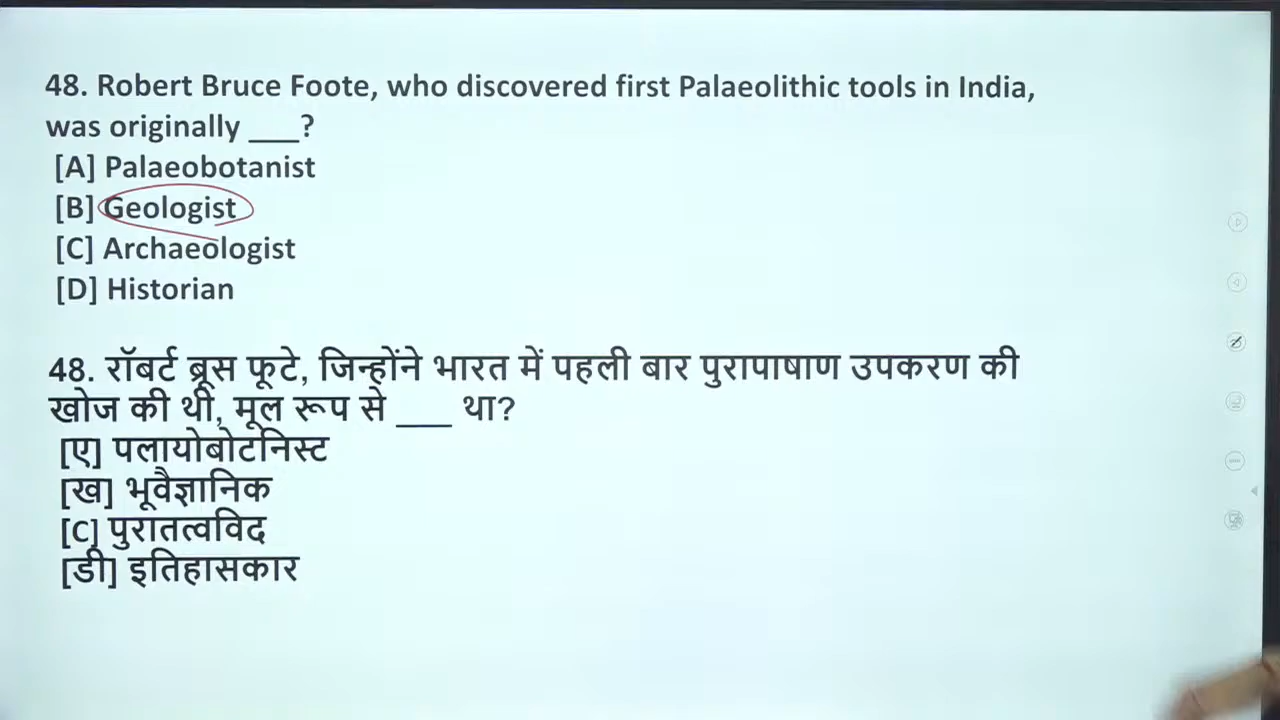 48. Robert Bruce Foote, who discovered first Palaeolithic tools in India,
was originally ___?
[A] Palaeobotanist
[B] Geologist
[C] Archaeologist
[D] Historian
48. रॉबर्ट ब्रूस फूटे, जिन्होंने भारत में पहली बार पुरापाषाण उपकरण की
खोज की थी, मूल रूप से ___ था?
[ए] पलायोबोटनिस्ट
[ख] भूवैज्ञानिक
[C] पुरातत्वविद
[डी] इतिहासकार